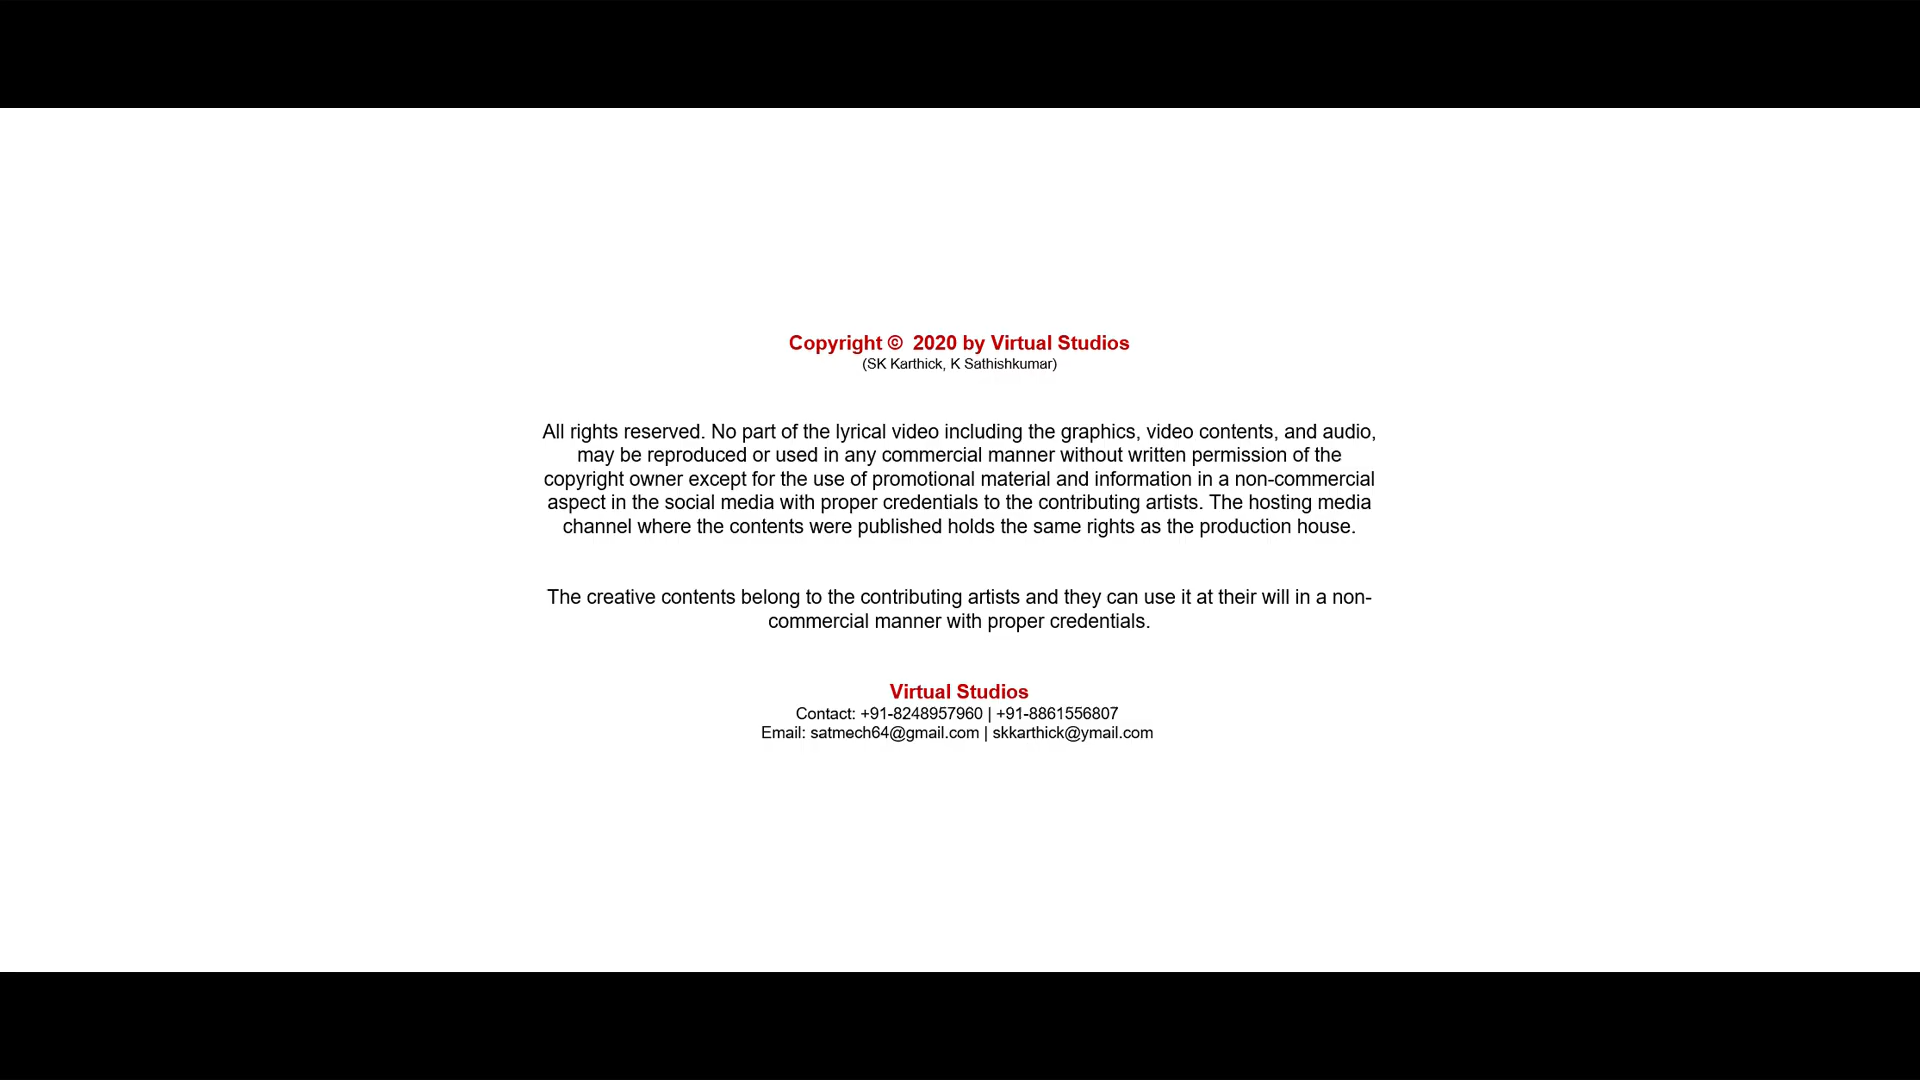 Copyright © 2020 by Virtual Studios
(SK Karthick, K Sathishkumar)
All rights reserved. No part of the lyrical video including the graphics, video contents, and audio,
may be reproduced or used in any commercial manner without written permission of the
copyright owner except for the use of promotional material and information in a non-commercial
aspect in the social media with proper credentials to the contributing artists. The hosting media
channel where the contents were published holds the same rights as the production house.
The creative contents belong to the contributing artists and they can use it at their will in a non-
commercial manner with proper credentials.
Virtual Studios
Contact: +91-8248957960 | +91-8861556807
Email: satmech64@gmail.com | skkarthick@ymail.com